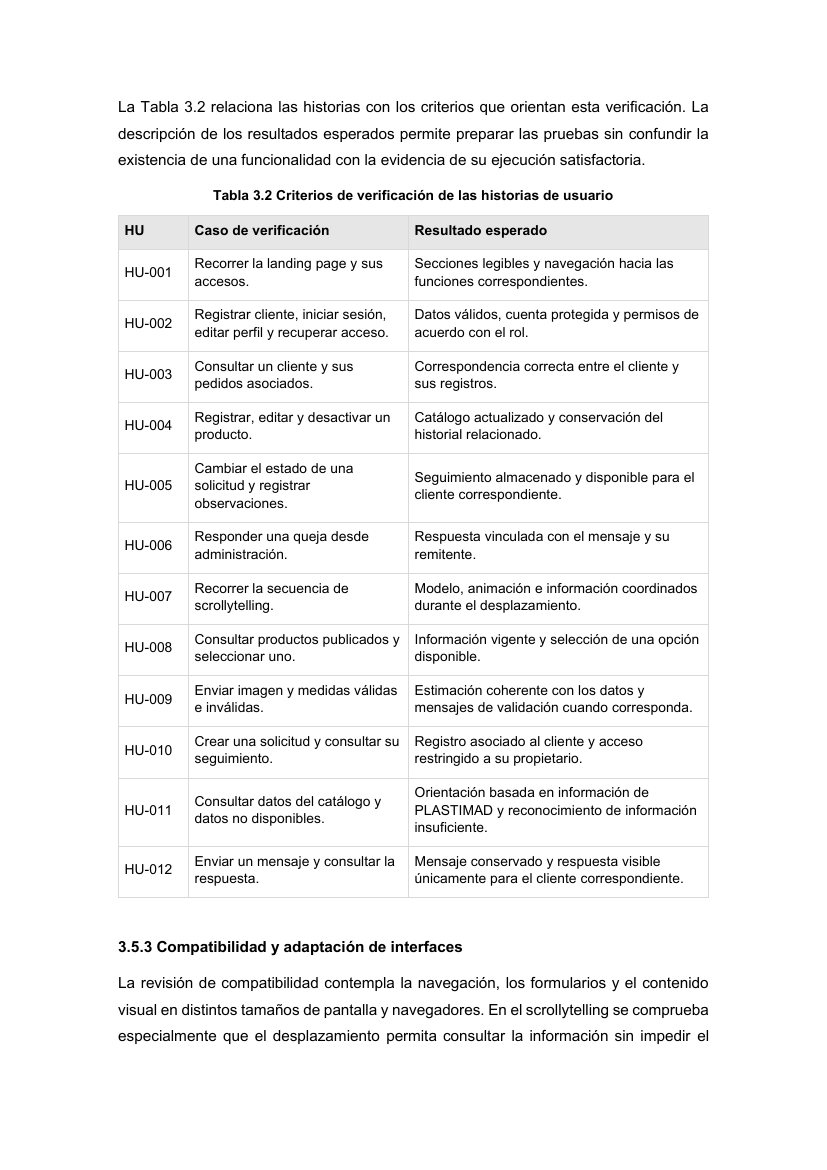 La Tabla 3.2 relaciona las historias con los criterios que orientan esta verificación. La
descripción de los resultados esperados permite preparar las pruebas sin confundir la
existencia de una funcionalidad con la evidencia de su ejecución satisfactoria.
Tabla 3.2 Criterios de verificación de las historias de usuario
HU Caso de verificación Resultado esperado
HU-001 Recorrer la landing page y sus accesos. Secciones legibles y navegación hacia las funciones correspondientes.
HU-002 Registrar cliente, iniciar sesión, editar perfil y recuperar acceso. Datos válidos, cuenta protegida y permisos de acuerdo con el rol.
HU-003 Consultar un cliente y sus pedidos asociados. Correspondencia correcta entre el cliente y sus registros.
HU-004 Registrar, editar y desactivar un producto. Catálogo actualizado y conservación del historial relacionado.
HU-005 Cambiar el estado de una solicitud y registrar observaciones. Seguimiento almacenado y disponible para el cliente correspondiente.
HU-006 Responder una queja desde administración. Respuesta vinculada con el mensaje y su remitente.
HU-007 Recorrer la secuencia de scrollytelling. Modelo, animación e información coordinados durante el desplazamiento.
HU-008 Consultar productos publicados y seleccionar uno. Información vigente y selección de una opción disponible.
HU-009 Enviar imagen y medidas válidas e inválidas. Estimación coherente con los datos y mensajes de validación cuando corresponda.
HU-010 Crear una solicitud y consultar su seguimiento. Registro asociado al cliente y acceso restringido a su propietario.
HU-011 Consultar datos del catálogo y datos no disponibles. Orientación basada en información de PLASTIMAD y reconocimiento de información insuficiente.
HU-012 Enviar un mensaje y consultar la respuesta. Mensaje conservado y respuesta visible únicamente para el cliente correspondiente.
3.5.3 Compatibilidad y adaptación de interfaces
La revisión de compatibilidad contempla la navegación, los formularios y el contenido
visual en distintos tamaños de pantalla y navegadores. En el scrollytelling se comprueba
especialmente que el desplazamiento permita consultar la información sin impedir el